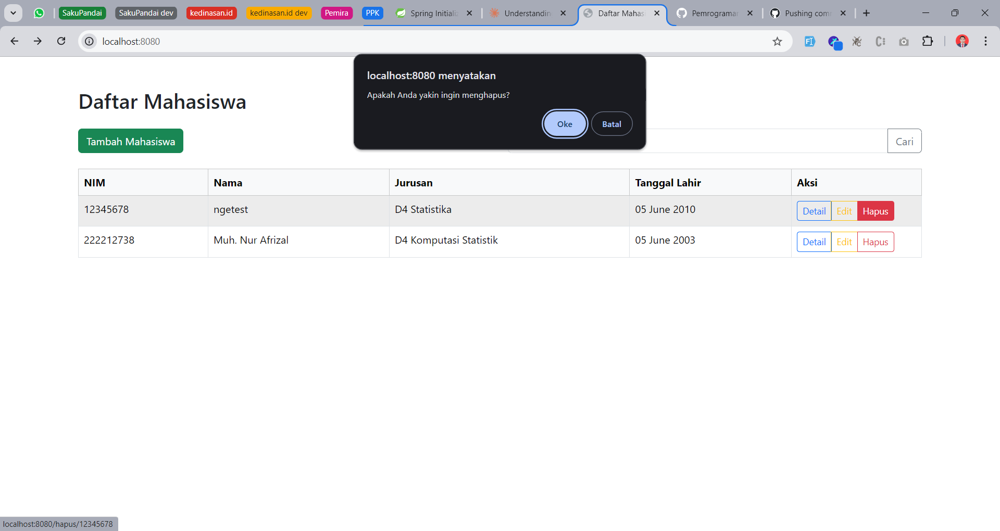 SakuPandai
SakuPandai dev
kedinasan.id
kedinasan.id dev
Pemira
PPK
Spring Initializ
Understandin
Daftar Mahas
Pemrograma
Pushing com
localhost:8080
localhost:8080 menyatakan
Apakah Anda yakin ingin menghapus?
Oke
Batal
Daftar Mahasiswa
Tambah Mahasiswa
Cari
NIM Nama Jurusan Tanggal Lahir Aksi
12345678 ngetest D4 Statistika 05 June 2010 Detail Edit Hapus
222212738 Muh. Nur Afrizal D4 Komputasi Statistik 05 June 2003 Detail Edit Hapus
localhost:8080/hapus/12345678